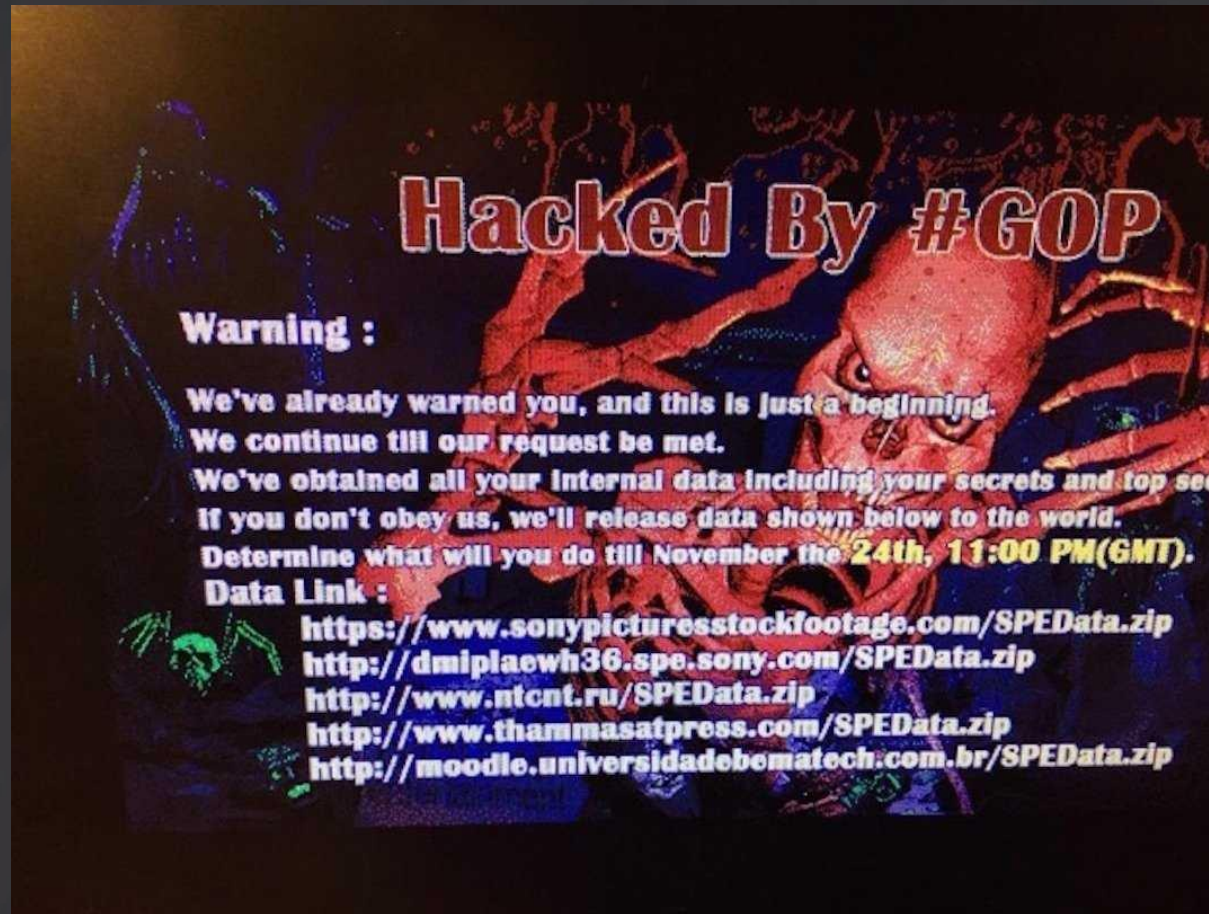 Hacked By #GOP
Warning :
We've already warned you, and this is just a beginning.
We continue till our request be met.
We've obtained all your internal data including your secrets and top
If you don't obey us, we'll release data shown below to the world.
Determine what will you do till November the 24th, 11:00 PM(GMT).
Data Link :
https://www.sonypicturesstockfootage.com/SPEData.zip
http://dmiplaewh36.spe.sony.com/SPEData.zip
http://www.ntcnt.ru/SPEData.zip
http://www.thammasatpress.com/SPEData.zip
http://moodle.universidadebematech.com.br/SPEData.zip